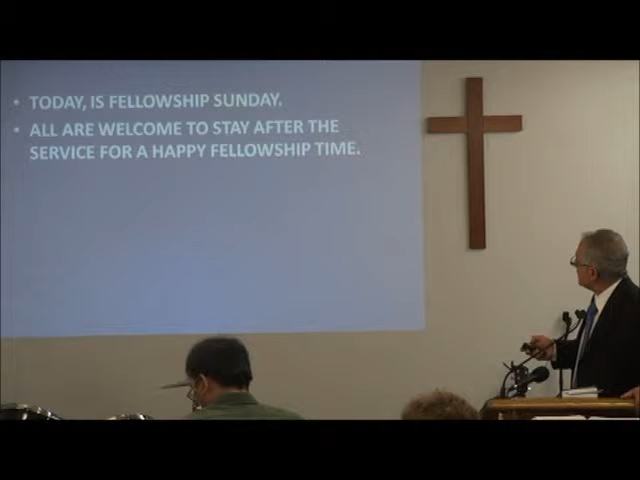 • TODAY, IS FELLOWSHIP SUNDAY.
• ALL ARE WELCOME TO STAY AFTER THE
SERVICE FOR A HAPPY FELLOWSHIP TIME.